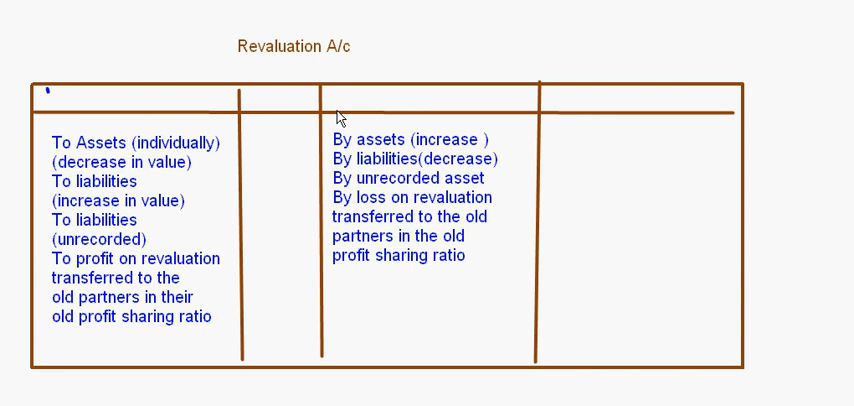 Revaluation A/c
To Assets (individually)
(decrease in value)
To liabilities
(increase in value)
To liabilities
(unrecorded)
To profit on revaluation
transferred to the
old partners in their
old profit sharing ratio
By assets (increase )
By liabilities(decrease)
By unrecorded asset
By loss on revaluation
transferred to the old
partners in the old
profit sharing ratio